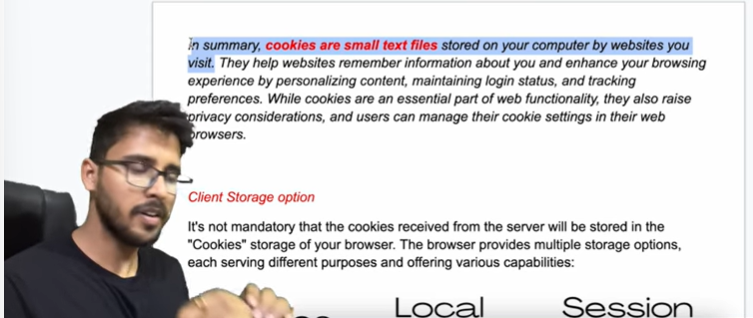 In summary, cookies are small text files stored on your computer by websites you
visit. They help websites remember information about you and enhance your browsing
experience by personalizing content, maintaining login status, and tracking
preferences. While cookies are an essential part of web functionality, they also raise
privacy considerations, and users can manage their cookie settings in their web
browsers.
Client Storage option
It's not mandatory that the cookies received from the server will be stored in the
"Cookies" storage of your browser. The browser provides multiple storage options,
each serving different purposes and offering various capabilities:
Local Session